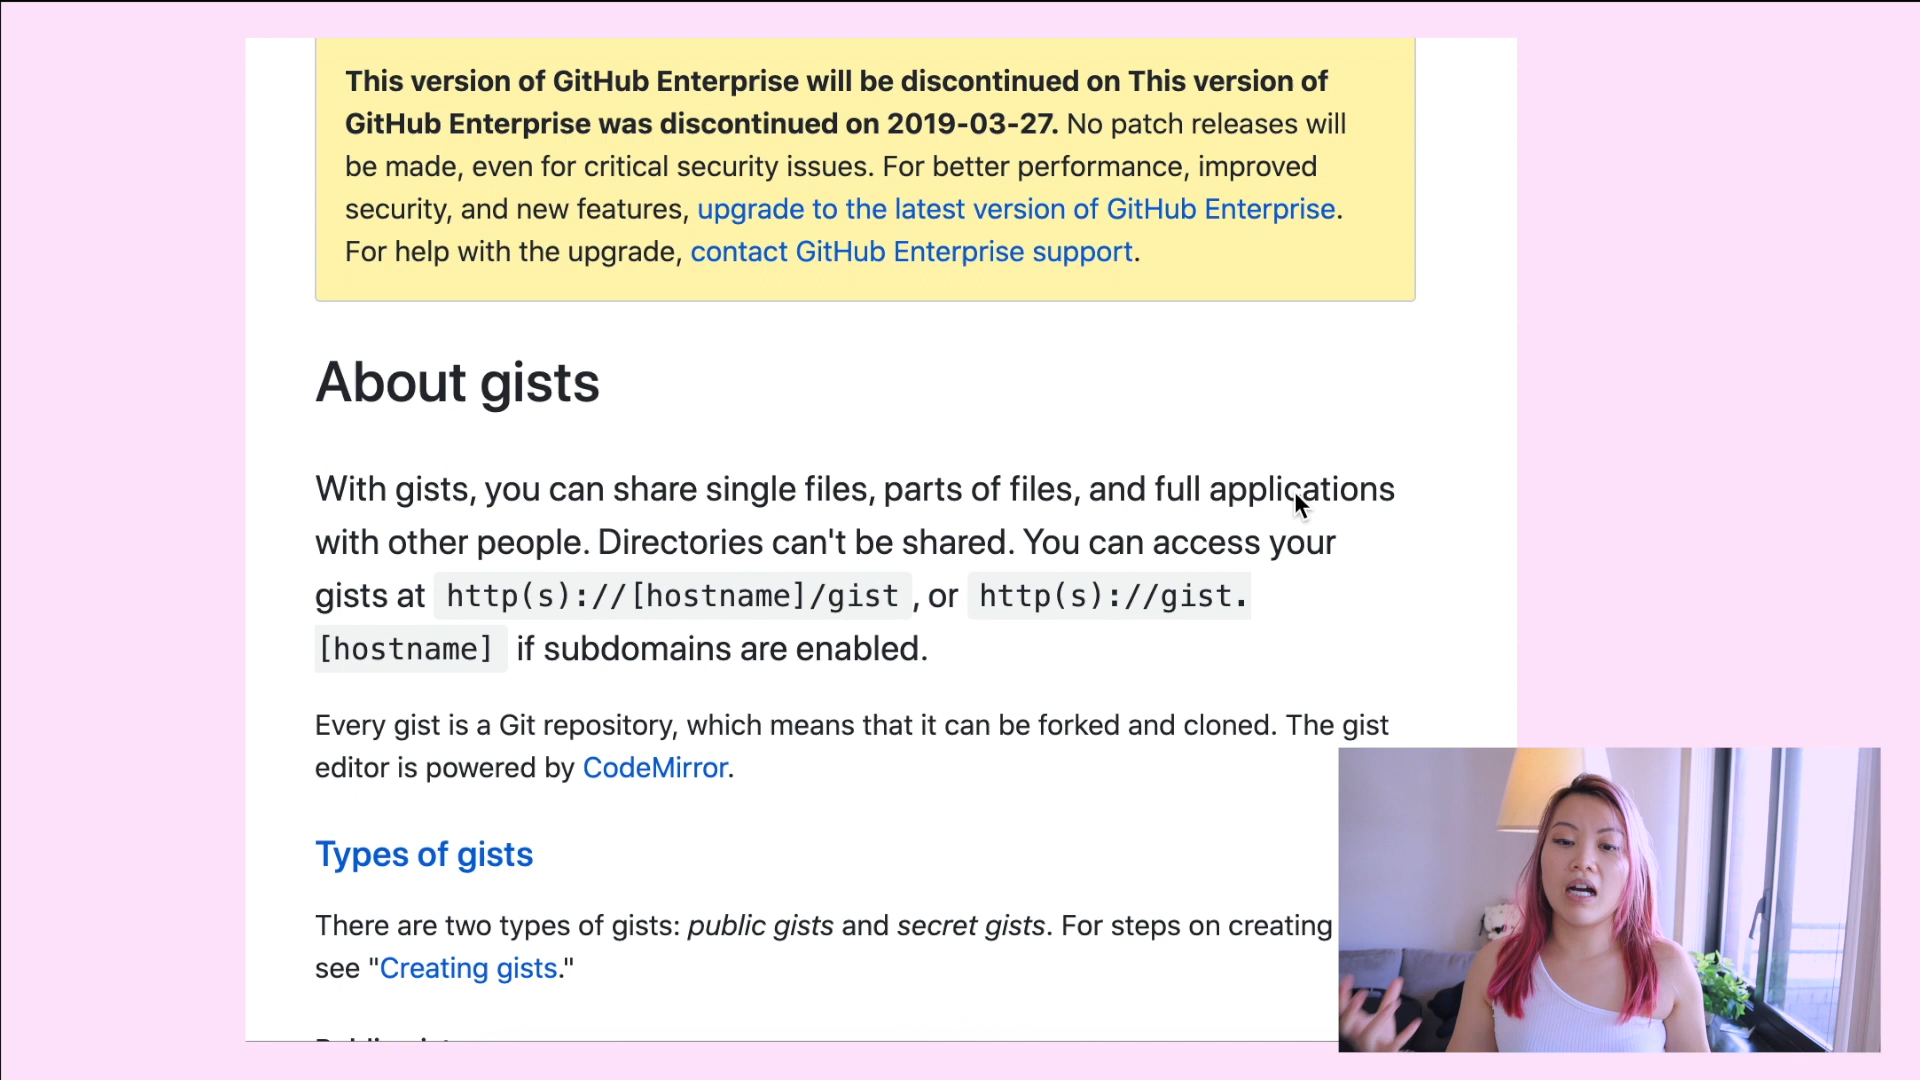 This version of GitHub Enterprise will be discontinued on This version of
GitHub Enterprise was discontinued on 2019-03-27. No patch releases will
be made, even for critical security issues. For better performance, improved
security, and new features, upgrade to the latest version of GitHub Enterprise.
For help with the upgrade, contact GitHub Enterprise support.
About gists
With gists, you can share single files, parts of files, and full applications
with other people. Directories can't be shared. You can access your
gists at http(s)://[hostname]/gist , or http(s)://gist.
[hostname] if subdomains are enabled.
Every gist is a Git repository, which means that it can be forked and cloned. The gist
editor is powered by CodeMirror.
Types of gists
There are two types of gists: public gists and secret gists. For steps on creating
see "Creating gists."